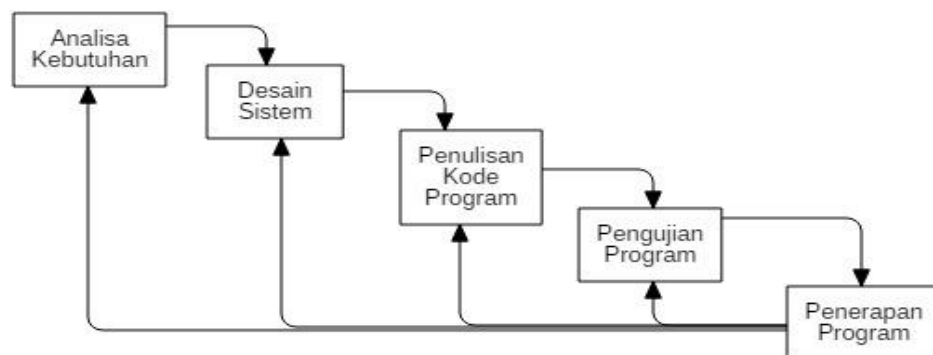 Analisa
Kebutuhan
Desain
Sistem
Penulisan
Kode
Program
Pengujian
Program
Penerapan
Program